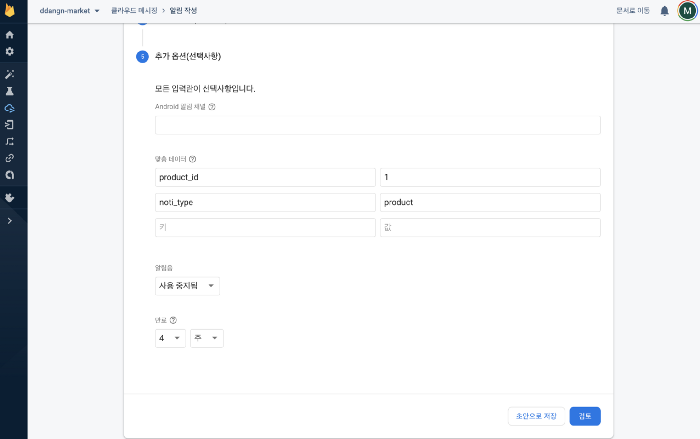 ddangn-market
클라우드 메시징 > 알림 작성
문서로 이동
M
5 추가 옵션(선택사항)
모든 입력란이 선택사항입니다.
Android 알림 채널
맞춤 데이터
product_id 1
noti_type product
키 값
알림음
사용 중지됨
만료
4 주
초안으로 저장 검토